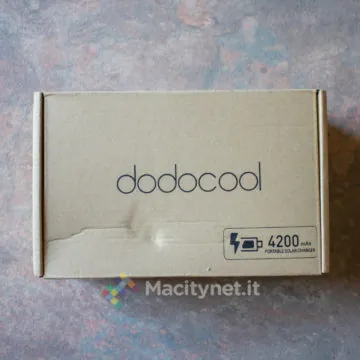 dodocool
4200 mAh
PORTABLE SOLAR CHARGER
Macitynet.it